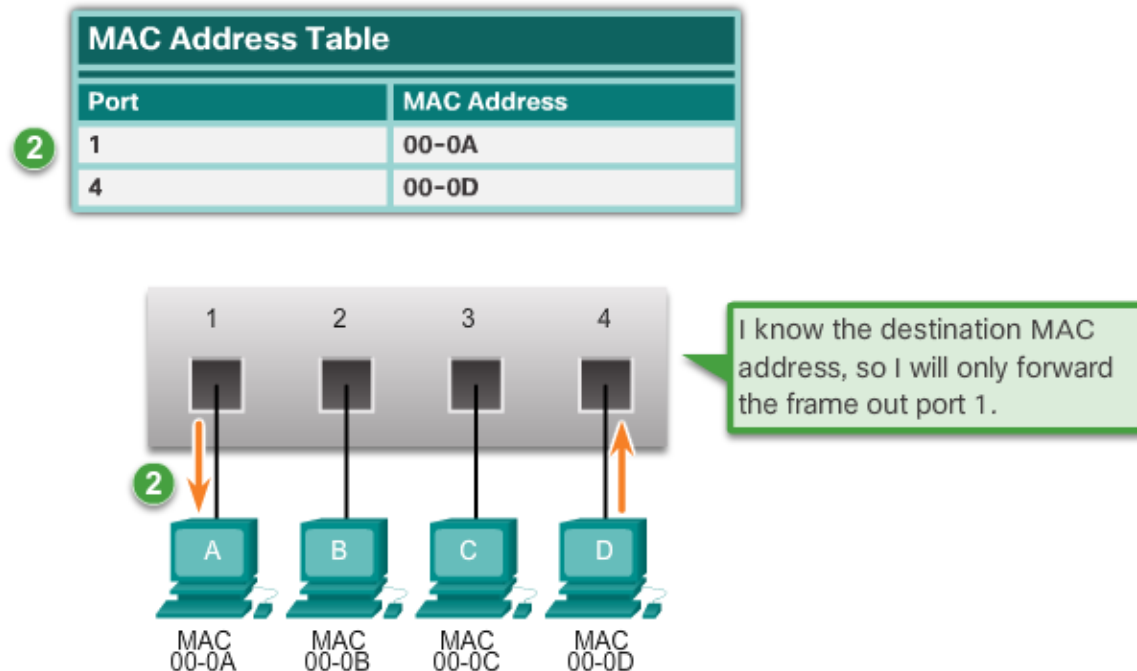 MAC Address Table
Port MAC Address
2
1 00-0A
4 00-0D
1 2 3 4
I know the destination MAC
address, so I will only forward
the frame out port 1.
2
A B C D
MAC MAC MAC MAC
00-0A 00-0B 00-0C 00-0D